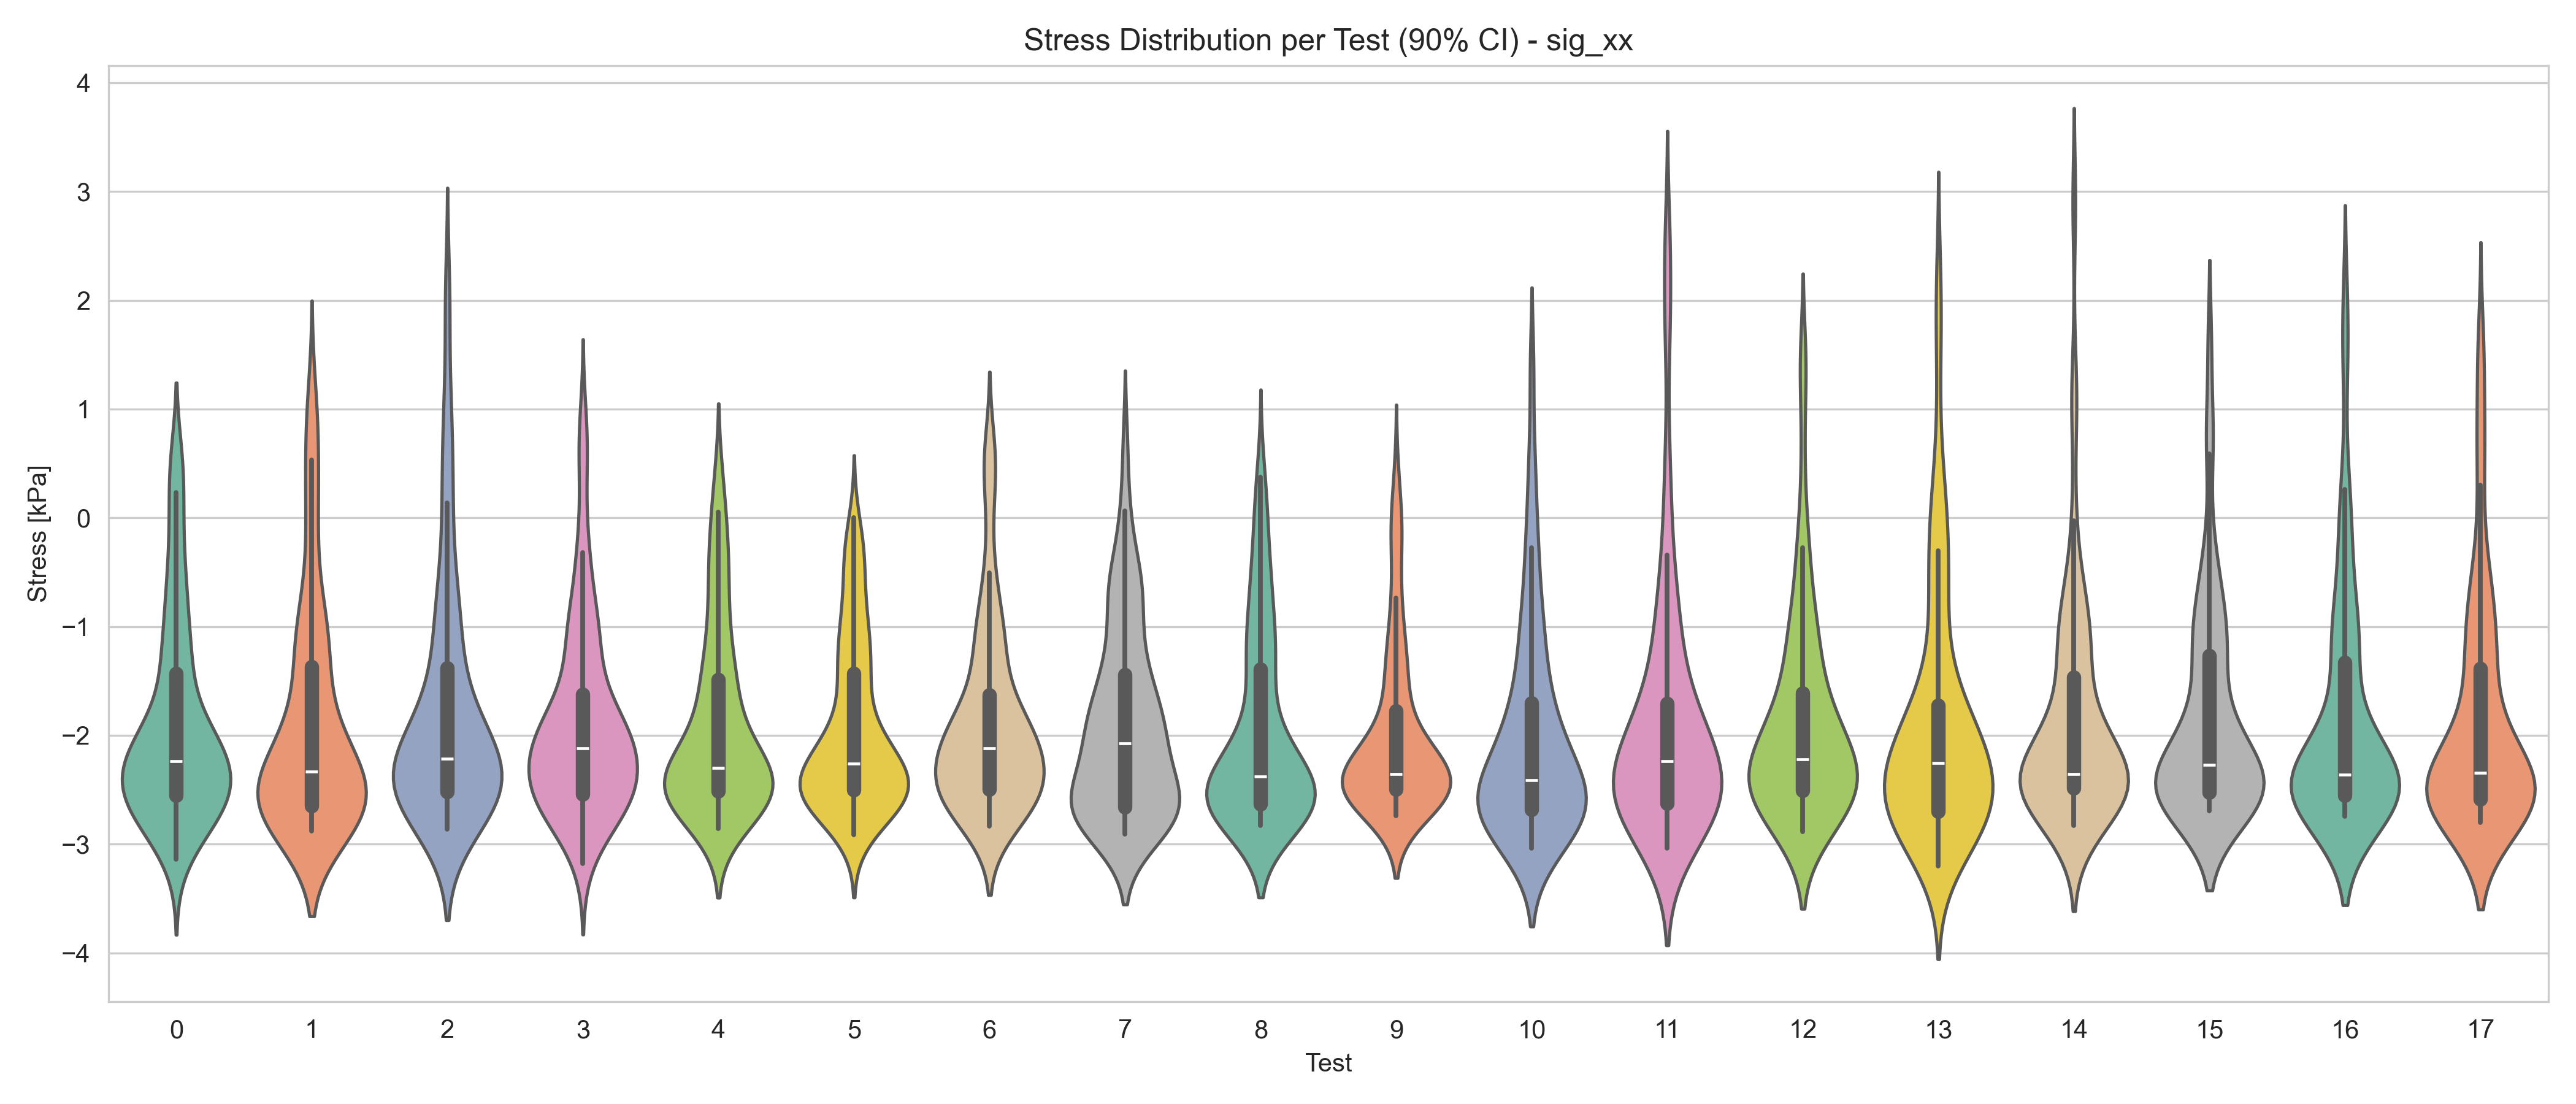 Stress Distribution per Test (90% CI) - sig_xx
4
3
2
1
0
−1
−2
−3
−4
Stress [kPa]
0 1 2 3 4 5 6 7 8 9 10 11 12 13 14 15 16 17
Test